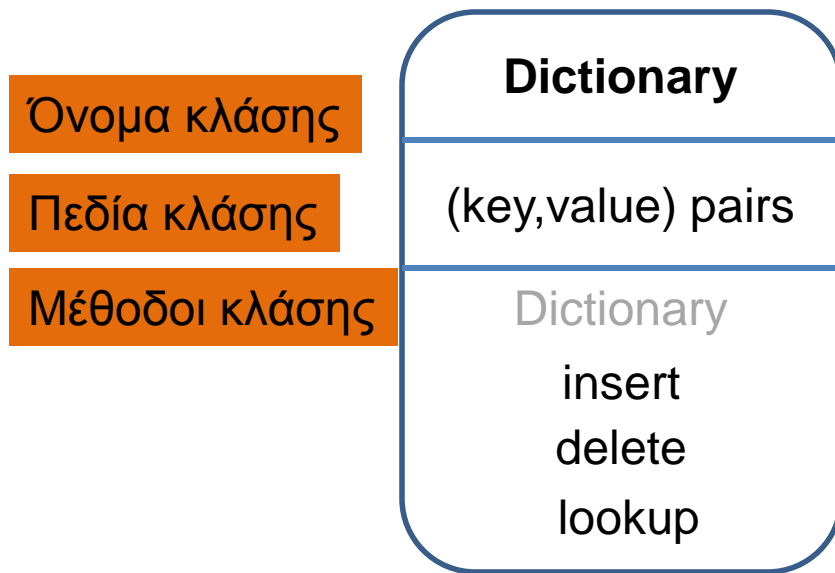 Dictionary
Όνομα κλάσης
Πεδία κλάσης
(key,value) pairs
Μέθοδοι κλάσης
Dictionary
insert
delete
lookup